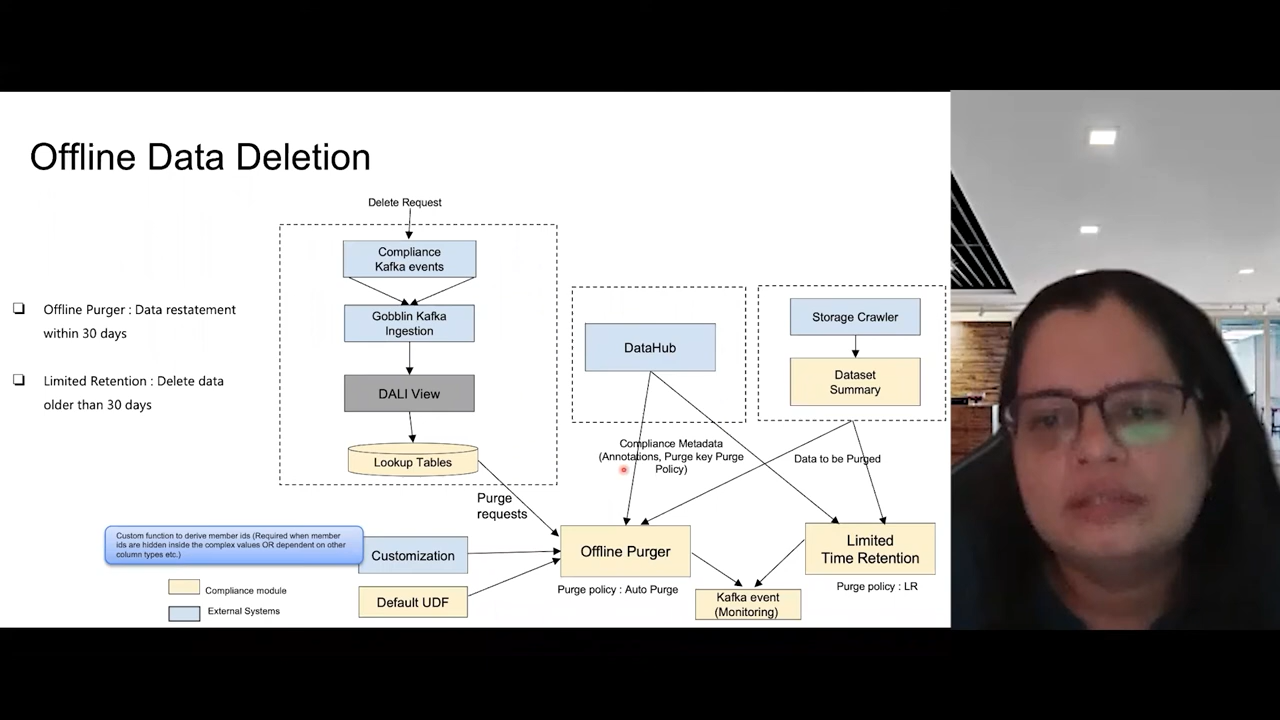 Offline Data Deletion
Offline Purger : Data restatement
within 30 days
Limited Retention : Delete data
older than 30 days
Delete Request
Compliance
Kafka events
Gobblin Kafka
Ingestion
DALI View
Lookup Tables
Purge
requests
DataHub
Compliance Metadata
(Annotations, Purge key Purge
Policy)
Storage Crawler
Dataset
Summary
Data to be Purged
Custom function to derive member ids (Required when member
ids are hidden inside the complex values OR dependent on other
column types etc.)
Customization
Default UDF
Offline Purger
Purge policy : Auto Purge
Limited
Time Retention
Purge policy : LR
Kafka event
(Monitoring)
Compliance module
External Systems